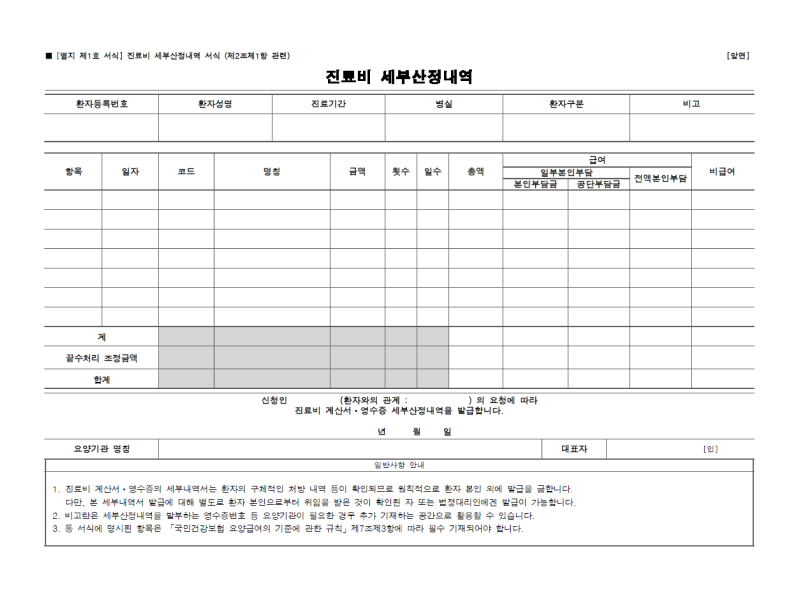 ■ [별지 제1호 서식] 진료비 세부산정내역 서식 (제2조제1항 관련) [앞면]
진료비 세부산정내역
환자등록번호 환자성명 진료기간 병실 환자구분 비고
항목 일자 코드 명칭 금액 횟수 일수 총액 급여 비급여
일부본인부담 전액본인부담
본인부담금 공단부담금
계
끝수처리 조정금액
합계
신청인 (환자와의 관계 : ) 의 요청에 따라
진료비 계산서·영수증 세부산정내역을 발급합니다.
년 월 일
요양기관 명칭 대표자 [인]
일반사항 안내
1. 진료비 계산서·영수증의 세부내역서는 환자의 구체적인 처방 내역 등이 확인되므로 원칙적으로 환자 본인 외에 발급을 금합니다.
다만, 본 세부내역서 발급에 대해 별도로 환자 본인으로부터 위임을 받은 것이 확인된 자 또는 법정대리인에겐 발급이 가능합니다.
2. 비고란은 세부산정내역을 발부하는 영수증번호 등 요양기관이 필요한 경우 추가 기재하는 공간으로 활용할 수 있습니다.
3. 동 서식에 명시된 항목은 「국민건강보험 요양급여의 기준에 관한 규칙」제7조제3항에 따라 필수 기재되어야 합니다.